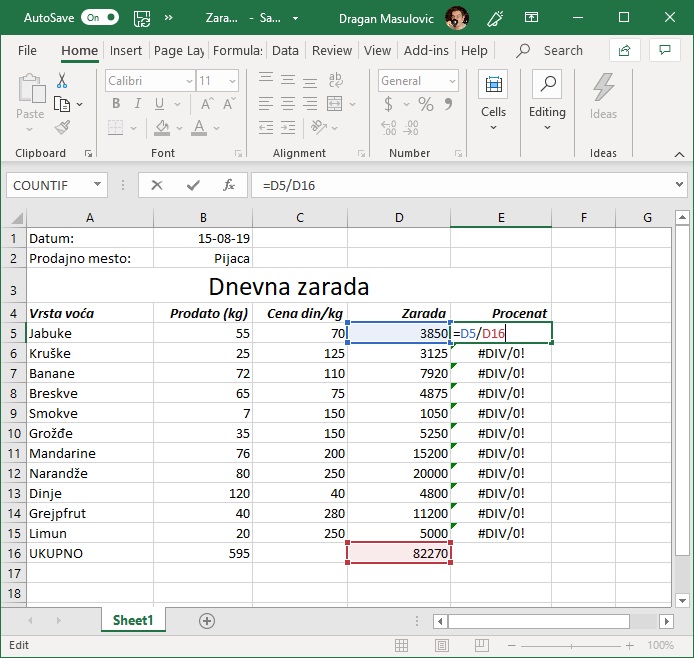 AutoSave On Zara... - Sa... Dragan Masulovic
File Home Insert Page Lay Formula: Data Review View Add-ins Help Search
Calibri 11 General
Paste B I U A A $ % Cells Editing Ideas
Clipboard Font Alignment Number Ideas
COUNTIF fx =D5/D16
A B C D E F G
1 Datum: 15-08-19
2 Prodajno mesto: Pijaca
3 Dnevna zarada
4 Vrsta voća Prodato (kg) Cena din/kg Zarada Procenat
5 Jabuke 55 70 3850 =D5/D16
6 Kruške 25 125 3125 #DIV/0!
7 Banane 72 110 7920 #DIV/0!
8 Breskve 65 75 4875 #DIV/0!
9 Smokve 7 150 1050 #DIV/0!
10 Grožđe 35 150 5250 #DIV/0!
11 Mandarine 76 200 15200 #DIV/0!
12 Narandže 80 250 20000 #DIV/0!
13 Dinje 120 40 4800 #DIV/0!
14 Grejpfrut 40 280 11200 #DIV/0!
15 Limun 20 250 5000 #DIV/0!
16 UKUPNO 595 82270
17
18
Sheet1
Edit 100%